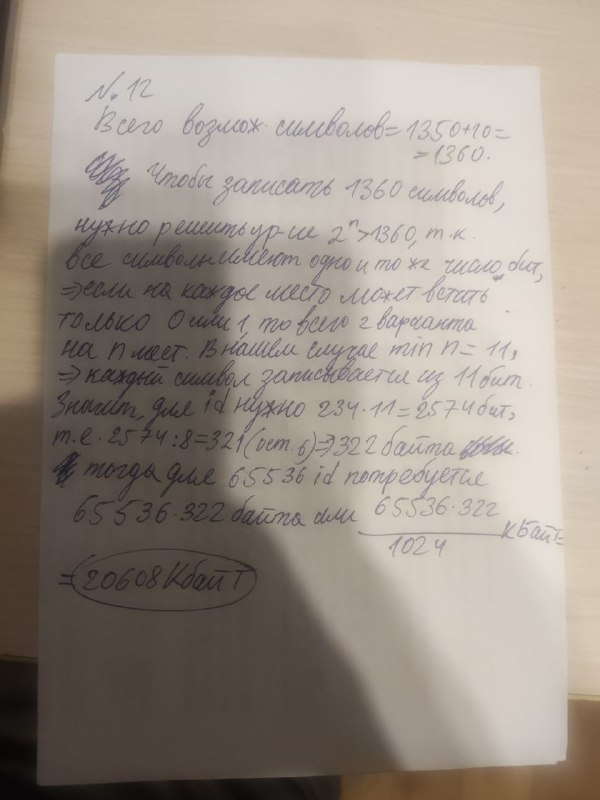 № 12
Всего возмож. символов = 1350+10=
=1360.
Чтобы записать 1360 символов,
нужно решить ур-ие 2ⁿ>1360, т.к.
все символы имеют одно и то же число бит,
⇒ если на каждое место может встать
только 0 или 1, то всего 2 варианта
на n мест. В нашем случае min n = 11,
⇒ каждый символ записывается из 11 бит.
Значит, для id нужно 234·11=2574 бит,
т.е. 2574:8=321(ост. 6)⇒322 байта
тогда для 65536 id потребуется
65536·322 байта или 65536·322
1024
кБайт=
=20608 Кбайт